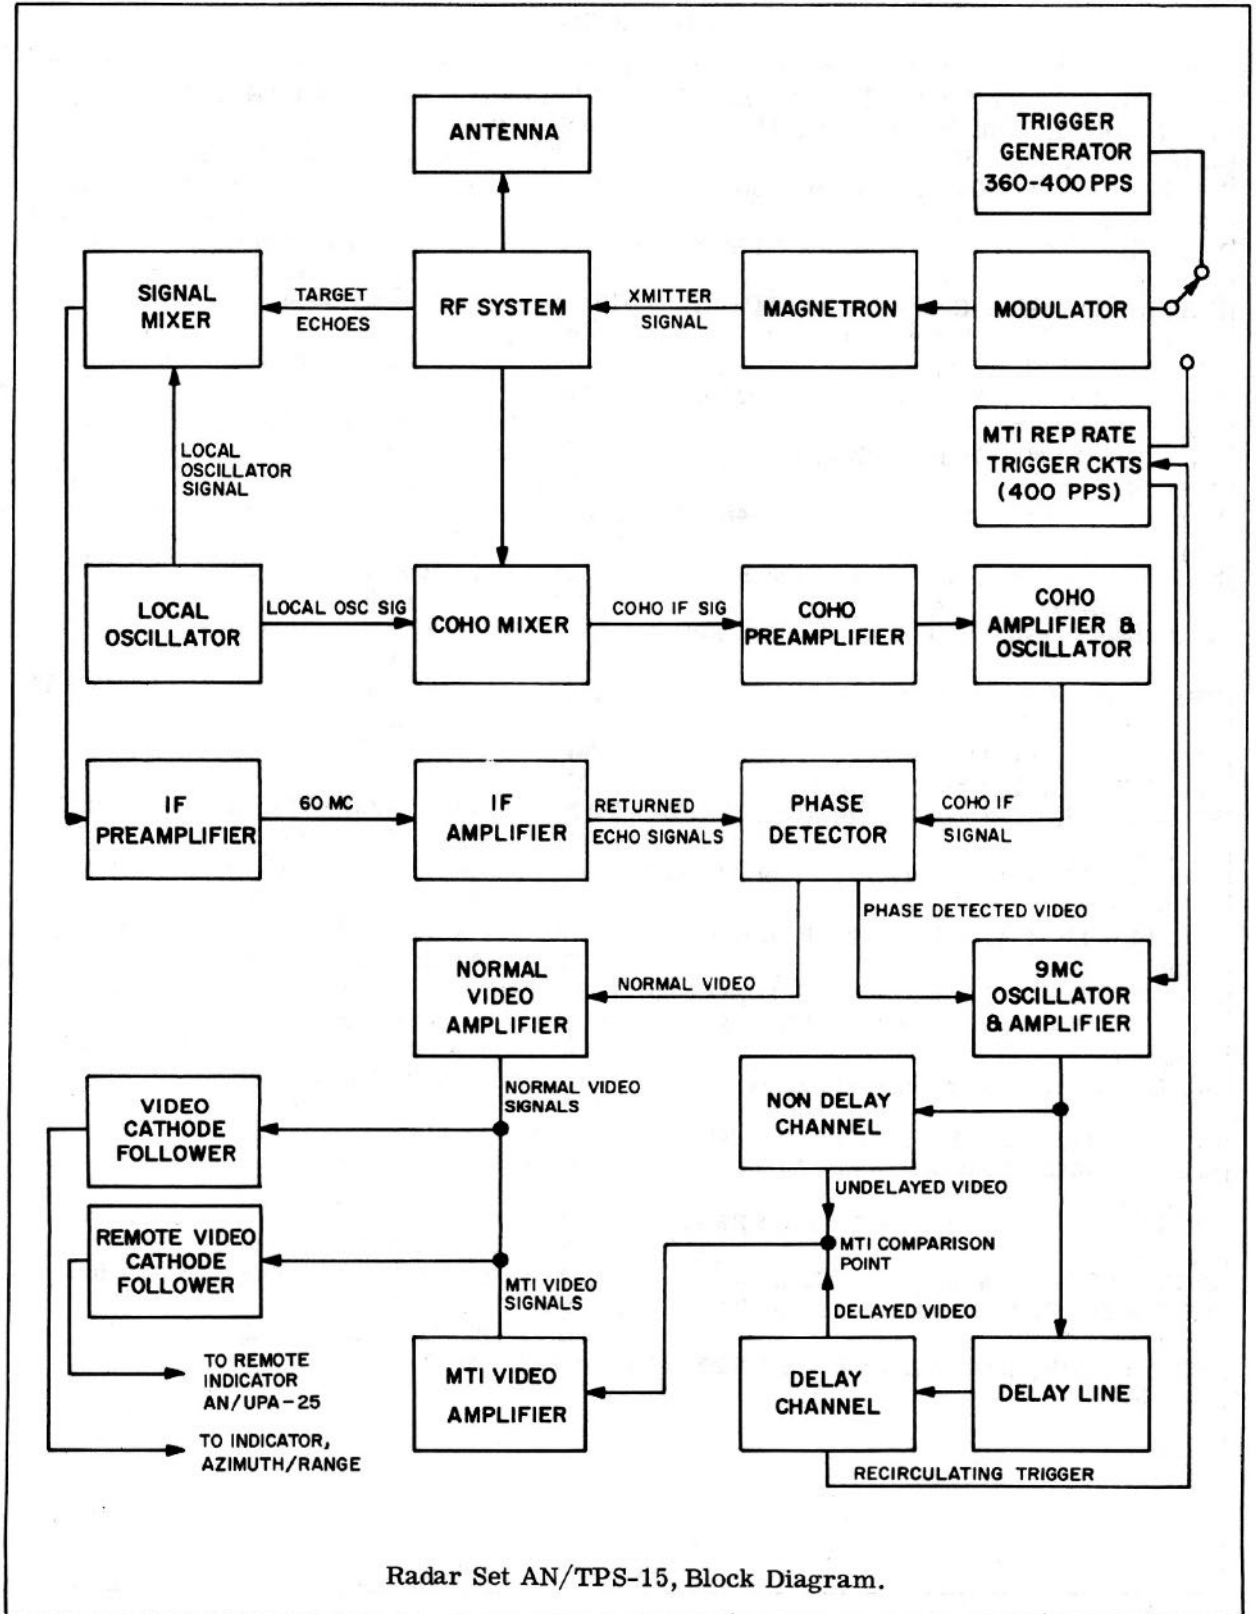 ANTENNA
TRIGGER
GENERATOR
360-400 PPS
SIGNAL
MIXER
TARGET
ECHOES
RF SYSTEM
XMITTER
SIGNAL
MAGNETRON
MODULATOR
LOCAL
OSCILLATOR
SIGNAL
MTI REP RATE
TRIGGER CKTS
(400 PPS)
LOCAL
OSCILLATOR
LOCAL OSC SIG
COHO MIXER
COHO IF SIG
COHO
PREAMPLIFIER
COHO
AMPLIFIER &
OSCILLATOR
IF
PREAMPLIFIER
60 MC
IF
AMPLIFIER
RETURNED
ECHO SIGNALS
PHASE
DETECTOR
COHO IF
SIGNAL
PHASE DETECTED VIDEO
NORMAL
VIDEO
AMPLIFIER
NORMAL VIDEO
9MC
OSCILLATOR
& AMPLIFIER
NORMAL VIDEO
SIGNALS
VIDEO
CATHODE
FOLLOWER
NON DELAY
CHANNEL
UNDELAYED VIDEO
REMOTE VIDEO
CATHODE
FOLLOWER
MTI COMPARISON
POINT
MTI VIDEO
SIGNALS
DELAYED VIDEO
TO REMOTE
INDICATOR
AN/UPA-25
MTI VIDEO
AMPLIFIER
DELAY
CHANNEL
DELAY LINE
TO INDICATOR,
AZIMUTH/RANGE
RECIRCULATING TRIGGER
Radar Set AN/TPS-15, Block Diagram.